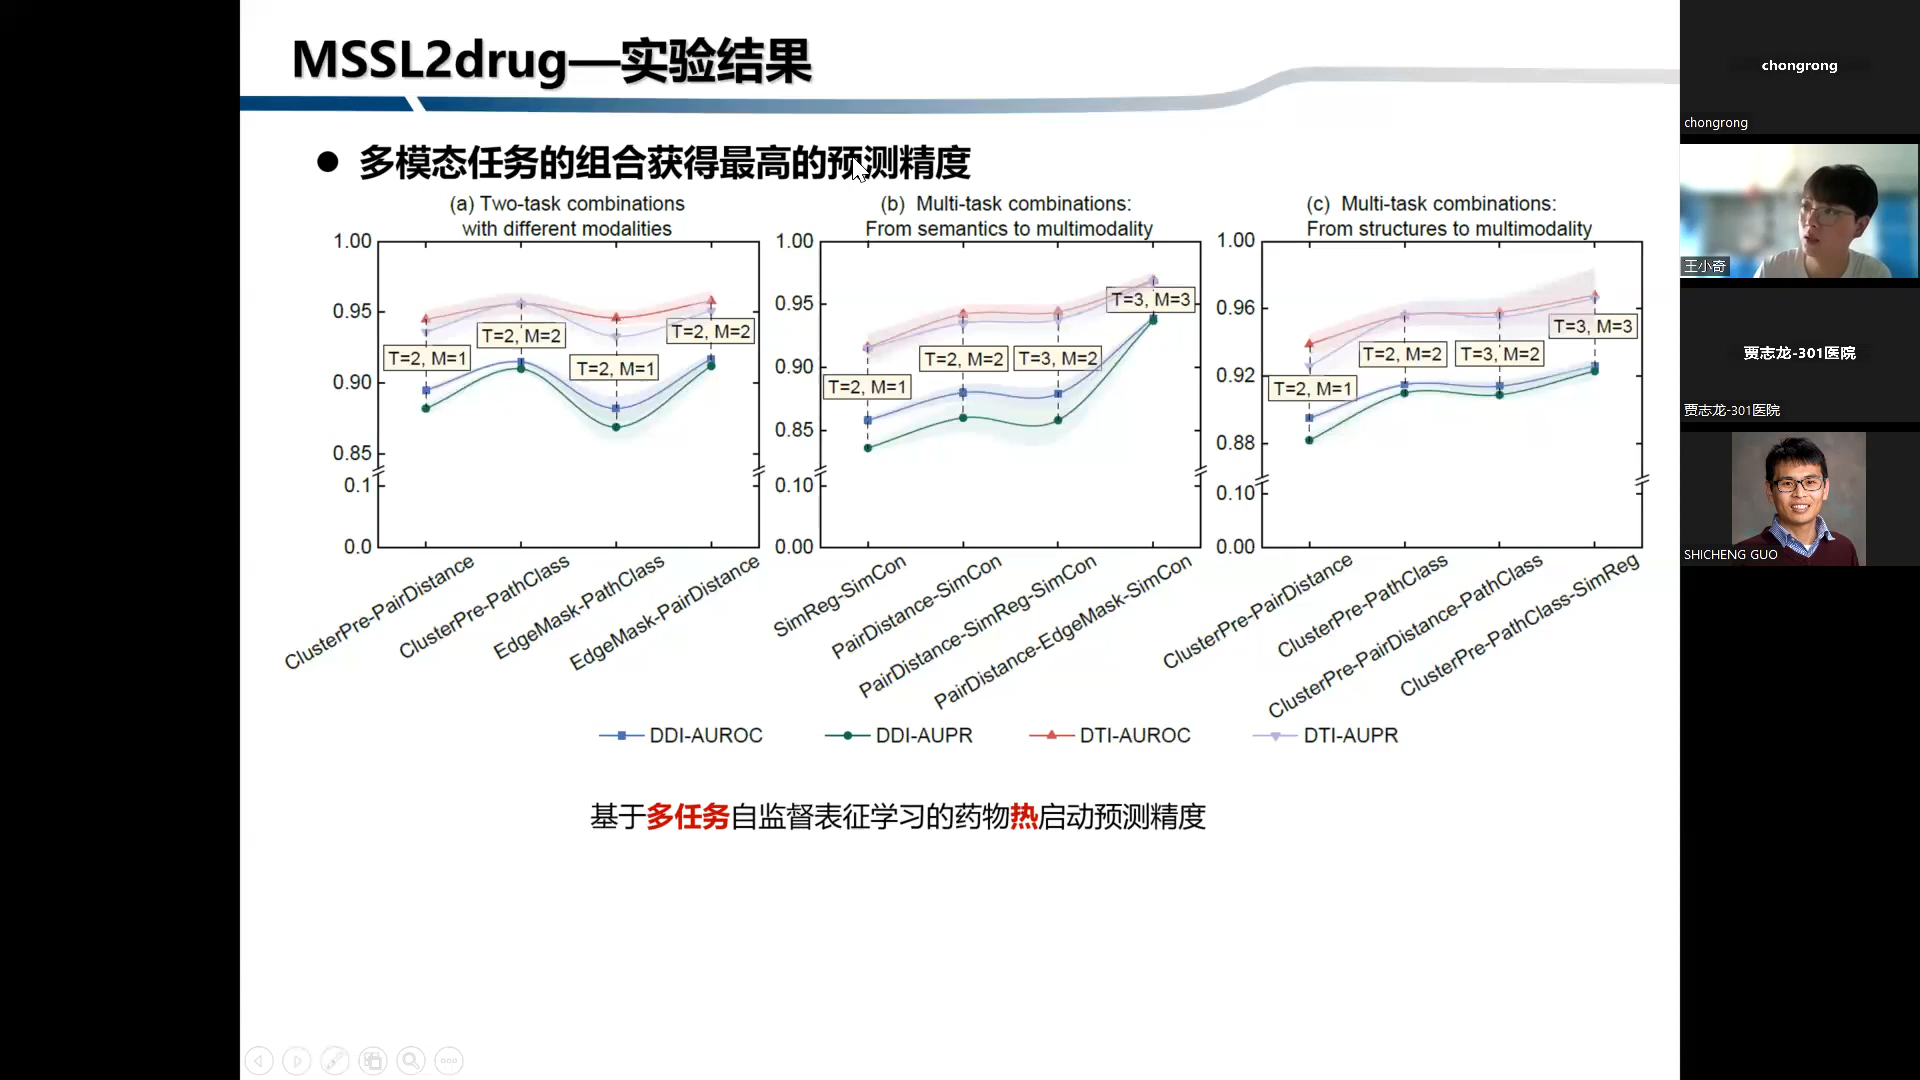 MSSL2drug—实验结果
● 多模态任务的组合获得最高的预测精度
(a) Two-task combinations
with different modalities
1.00
0.95
0.90
0.85
0.1
0.0
T=2, M=1
T=2, M=2
T=2, M=1
T=2, M=2
ClusterPre-PairDistance
ClusterPre-PathClass
EdgeMask-PathClass
EdgeMask-PairDistance
(b) Multi-task combinations:
From semantics to multimodality
1.00
0.95
0.90
0.85
0.10
0.00
T=2, M=1
T=2, M=2
T=3, M=2
T=3, M=3
SimReg-SimCon
PairDistance-SimCon
PairDistance-SimReg-SimCon
PairDistance-EdgeMask-SimCon
(c) Multi-task combinations:
From structures to multimodality
1.00
0.96
0.92
0.88
0.10
0.00
T=2, M=1
T=2, M=2
T=3, M=2
T=3, M=3
ClusterPre-PairDistance
ClusterPre-PathClass
ClusterPre-PairDistance-PathClass
ClusterPre-PathClass-SimReg
DDI-AUROC
DDI-AUPR
DTI-AUROC
DTI-AUPR
基于多任务自监督表征学习的药物热启动预测精度
chongrong
chongrong
王小奇
贾志龙-301医院
贾志龙-301医院
SHICHENG GUO